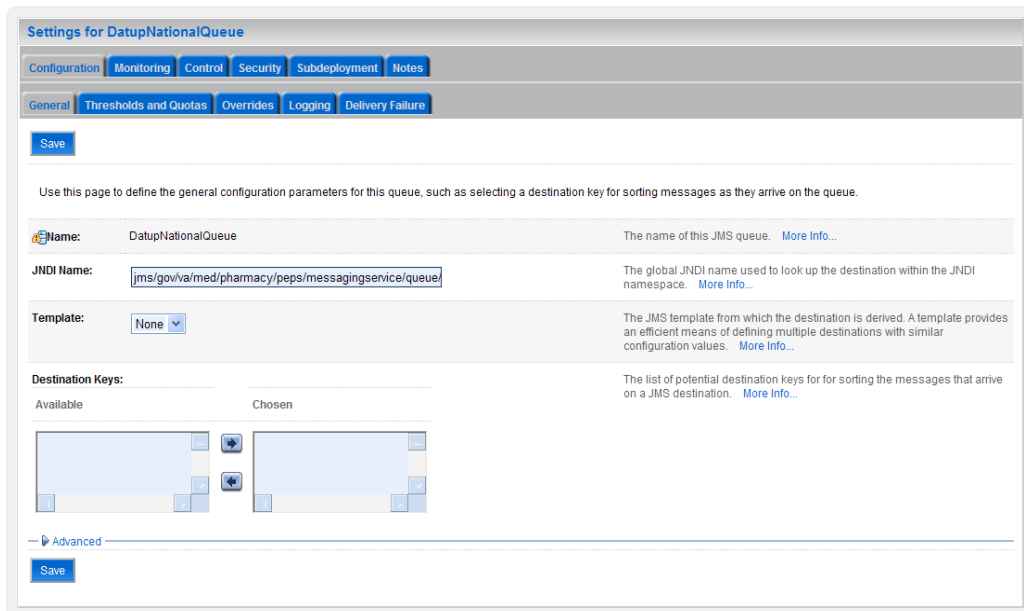 Settings for DatupNationalQueue
Configuration Monitoring Control Security Subdeployment Notes
General Thresholds and Quotas Overrides Logging Delivery Failure
Save
Use this page to define the general configuration parameters for this queue, such as selecting a destination key for sorting messages as they arrive on the queue.
Name: DatupNationalQueue The name of this JMS queue. More Info...
JNDI Name: jms/gov/va/med/pharmacy/peps/messagingservice/queue/ The global JNDI name used to look up the destination within the JNDI
namespace. More Info...
Template: None The JMS template from which the destination is derived. A template provides
an efficient means of defining multiple destinations with similar
configuration values. More Info...
Destination Keys: The list of potential destination keys for for sorting the messages that arrive
on a JMS destination. More Info...
Available Chosen
Advanced
Save